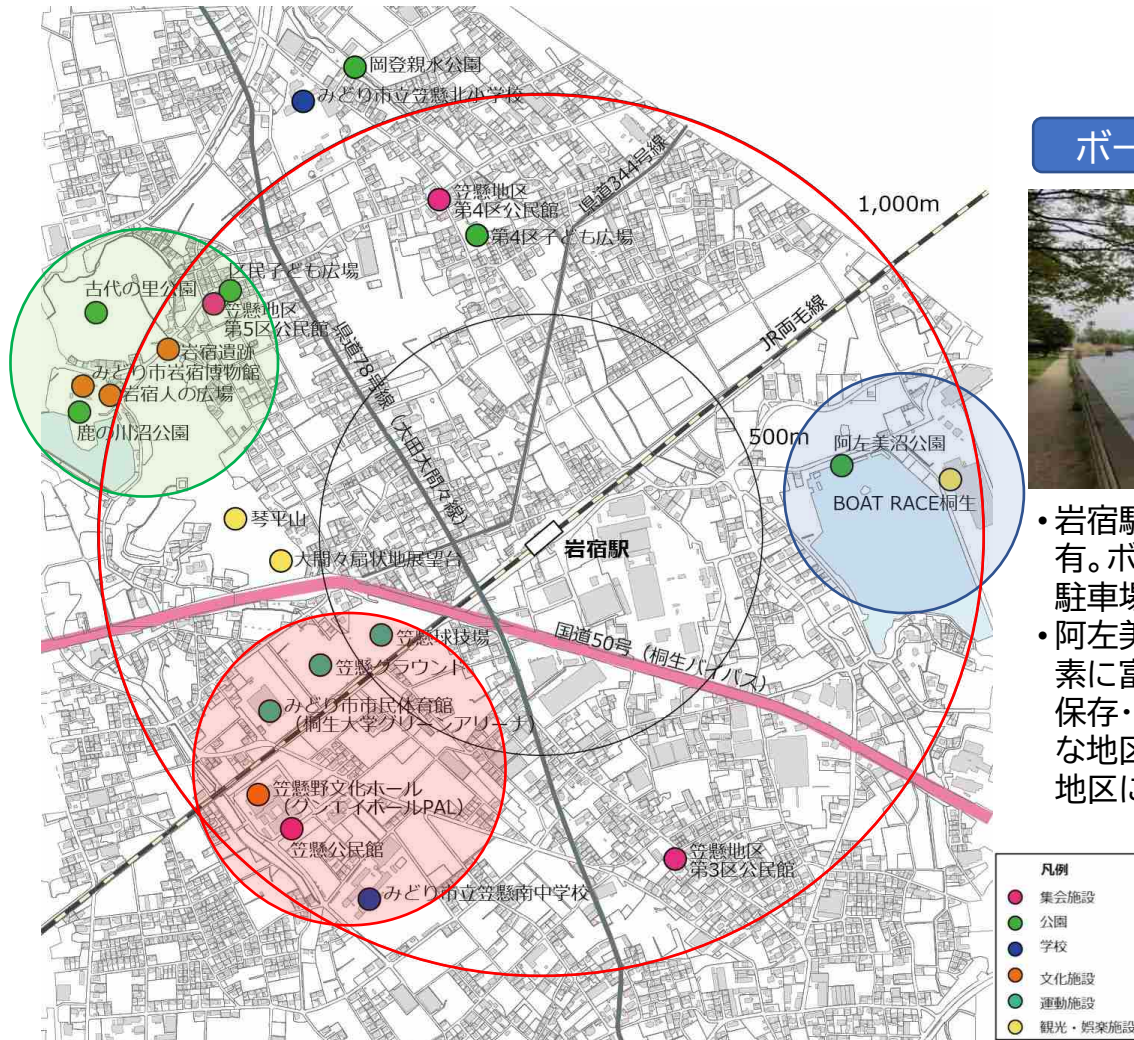 岡登親水公園
みどり市立笠懸北小学校
笠懸地区
第4区公民館
県道344号線
第4区子ども広場
1,000m
JR両毛線
区民子ども広場
古代の里公園
笠懸地区
第5区公民館
岩宿遺跡
みどり市岩宿博物館
岩宿人の広場
鹿の川沼公園
県道78号線（太田大間々線）
500m
阿左美沼公園
BOAT RACE桐生
琴平山
大間々扇状地展望台
岩宿駅
国道50号（桐生バイパス）
笠懸球技場
笠懸グラウンド
みどり市市民体育館
（桐生大学グリーンアリーナ）
笠懸野文化ホール
（グンエイホールPAL）
笠懸公民館
みどり市立笠懸南中学校
笠懸地区
第3区公民館
ボー
•岩宿駅
有。ボ
駐車場
•阿左美
素に富
保存・
な地区
地区に
凡例
集会施設
公園
学校
文化施設
運動施設
観光・娯楽施設